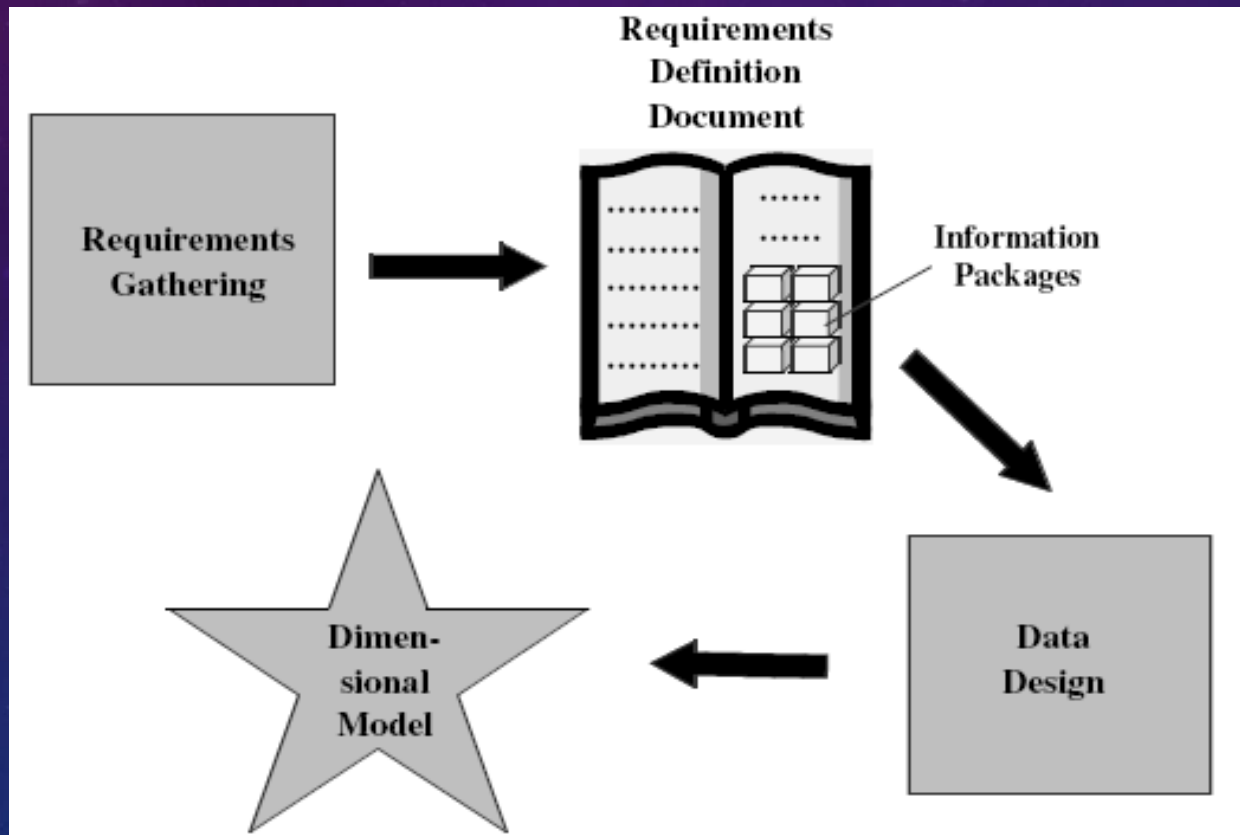 Requirements
Definition
Document
Requirements
Gathering
Information
Packages
Data
Design
Dimen-
sional
Model